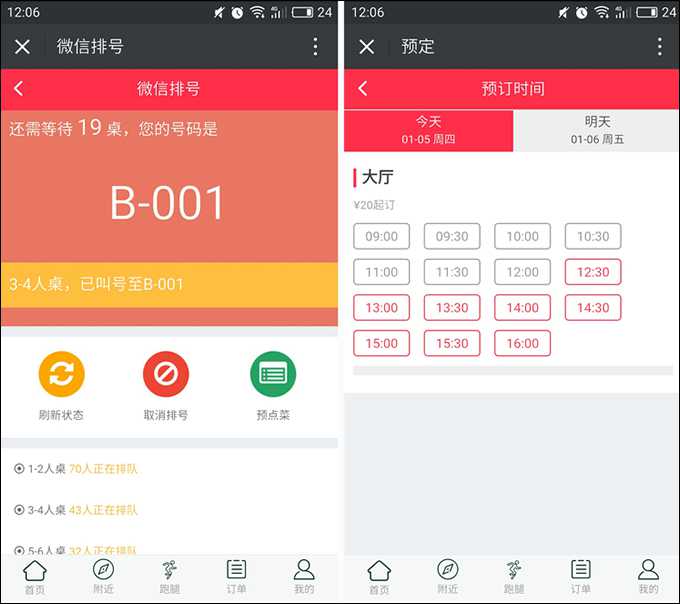 12:06
4G
24
微信排号
微信排号
还需等待 19 桌，您的号码是
B-001
3-4人桌，已叫号至B-001
刷新状态
取消排号
预点菜
1-2人桌 70人正在排队
3-4人桌 43人正在排队
5-6人桌 32人正在排队
首页
附近
跑腿
订单
我的
12:06
4G
24
预定
预订时间
今天
01-05 周四
明天
01-06 周五
大厅
¥20起订
09:00 09:30 10:00 10:30
11:00 11:30 12:00 12:30
13:00 13:30 14:00 14:30
15:00 15:30 16:00
首页
附近
跑腿
订单
我的